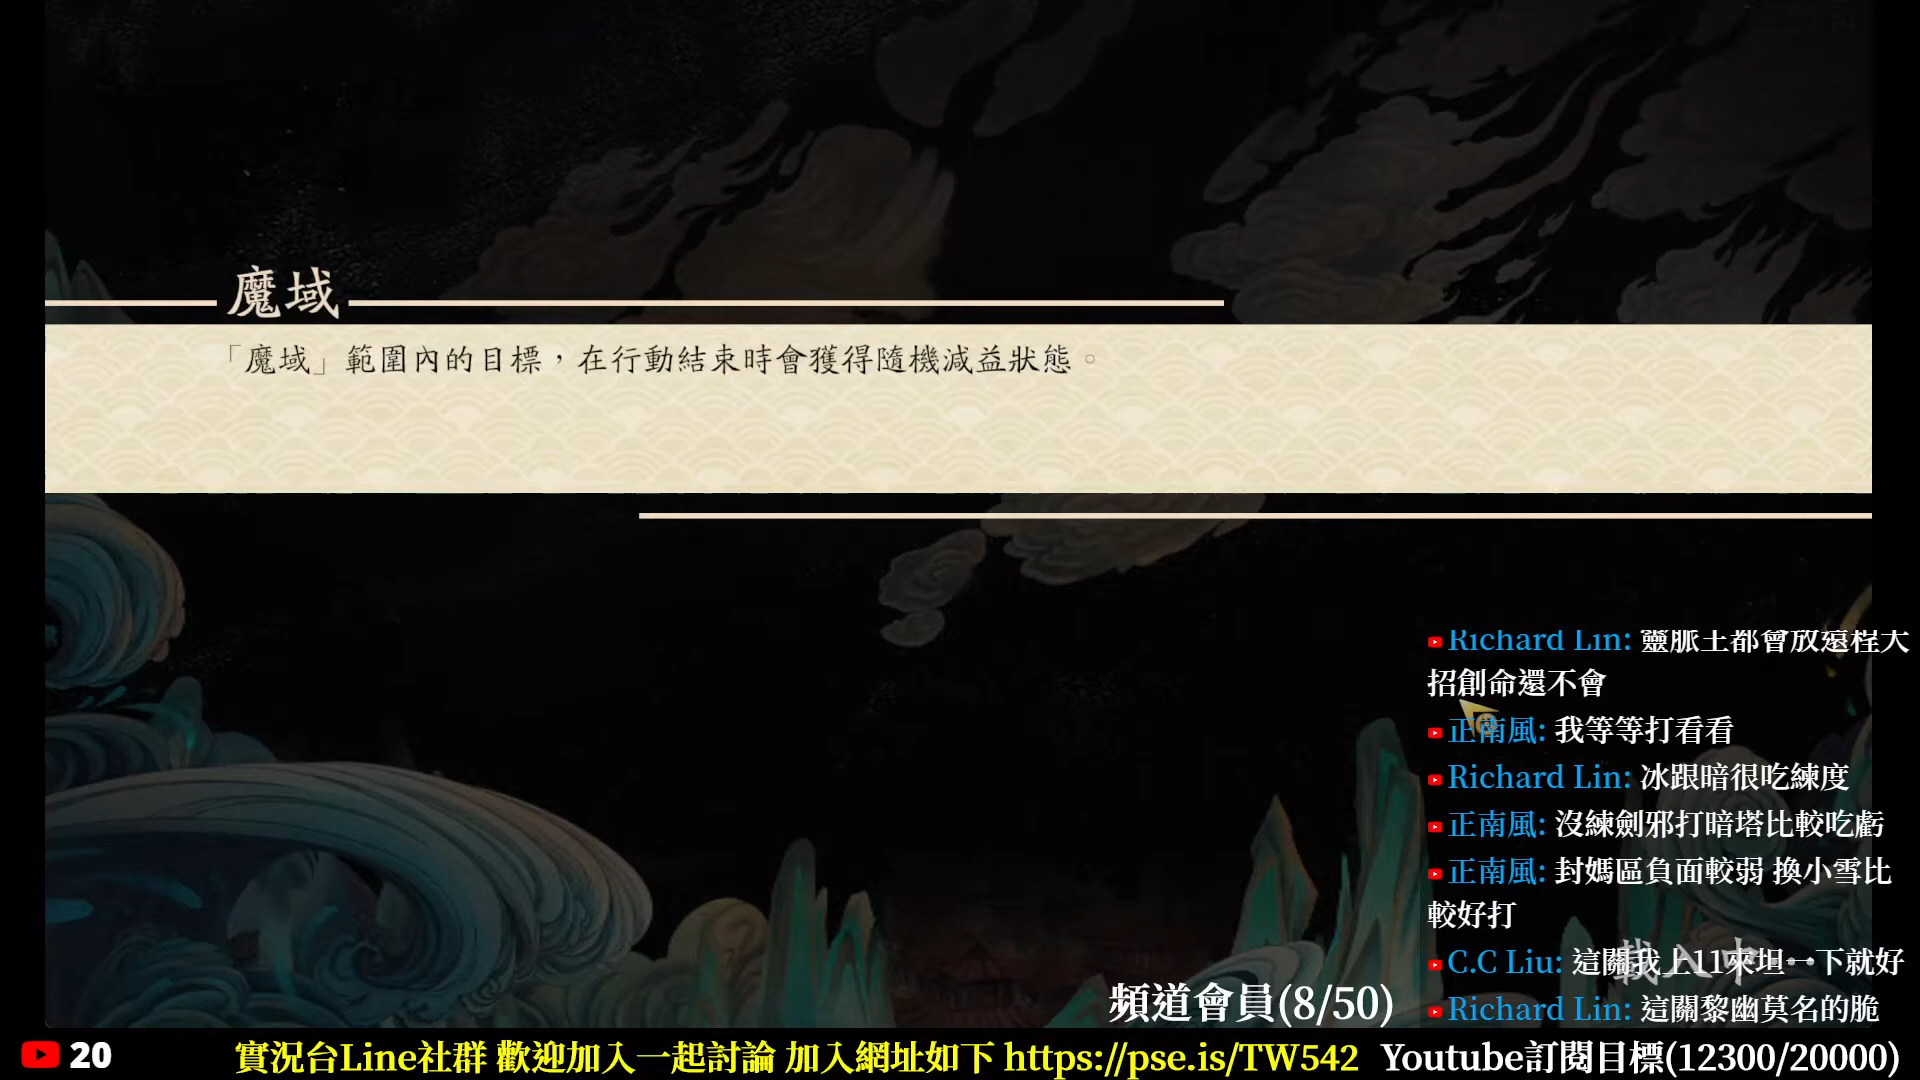 魔域
「魔域」範圍內的目標，在行動結束時會獲得隨機減益狀態。
Richard Lin: 靈脈土都會放遠程大
招創命還不會
正南風: 我等等打看看
Richard Lin: 冰跟暗很吃練度
正南風: 沒練劍邪打暗塔比較吃虧
正南風: 封媽區負面較弱 換小雪比
較好打
C.C Liu: 這關我上11來坦一下就好
載入中...
Richard Lin: 這關黎幽莫名的脆
頻道會員(8/50)
20
實況台Line社群 歡迎加入一起討論 加入網址如下 https://pse.is/TW542
Youtube訂閱目標(12300/20000)